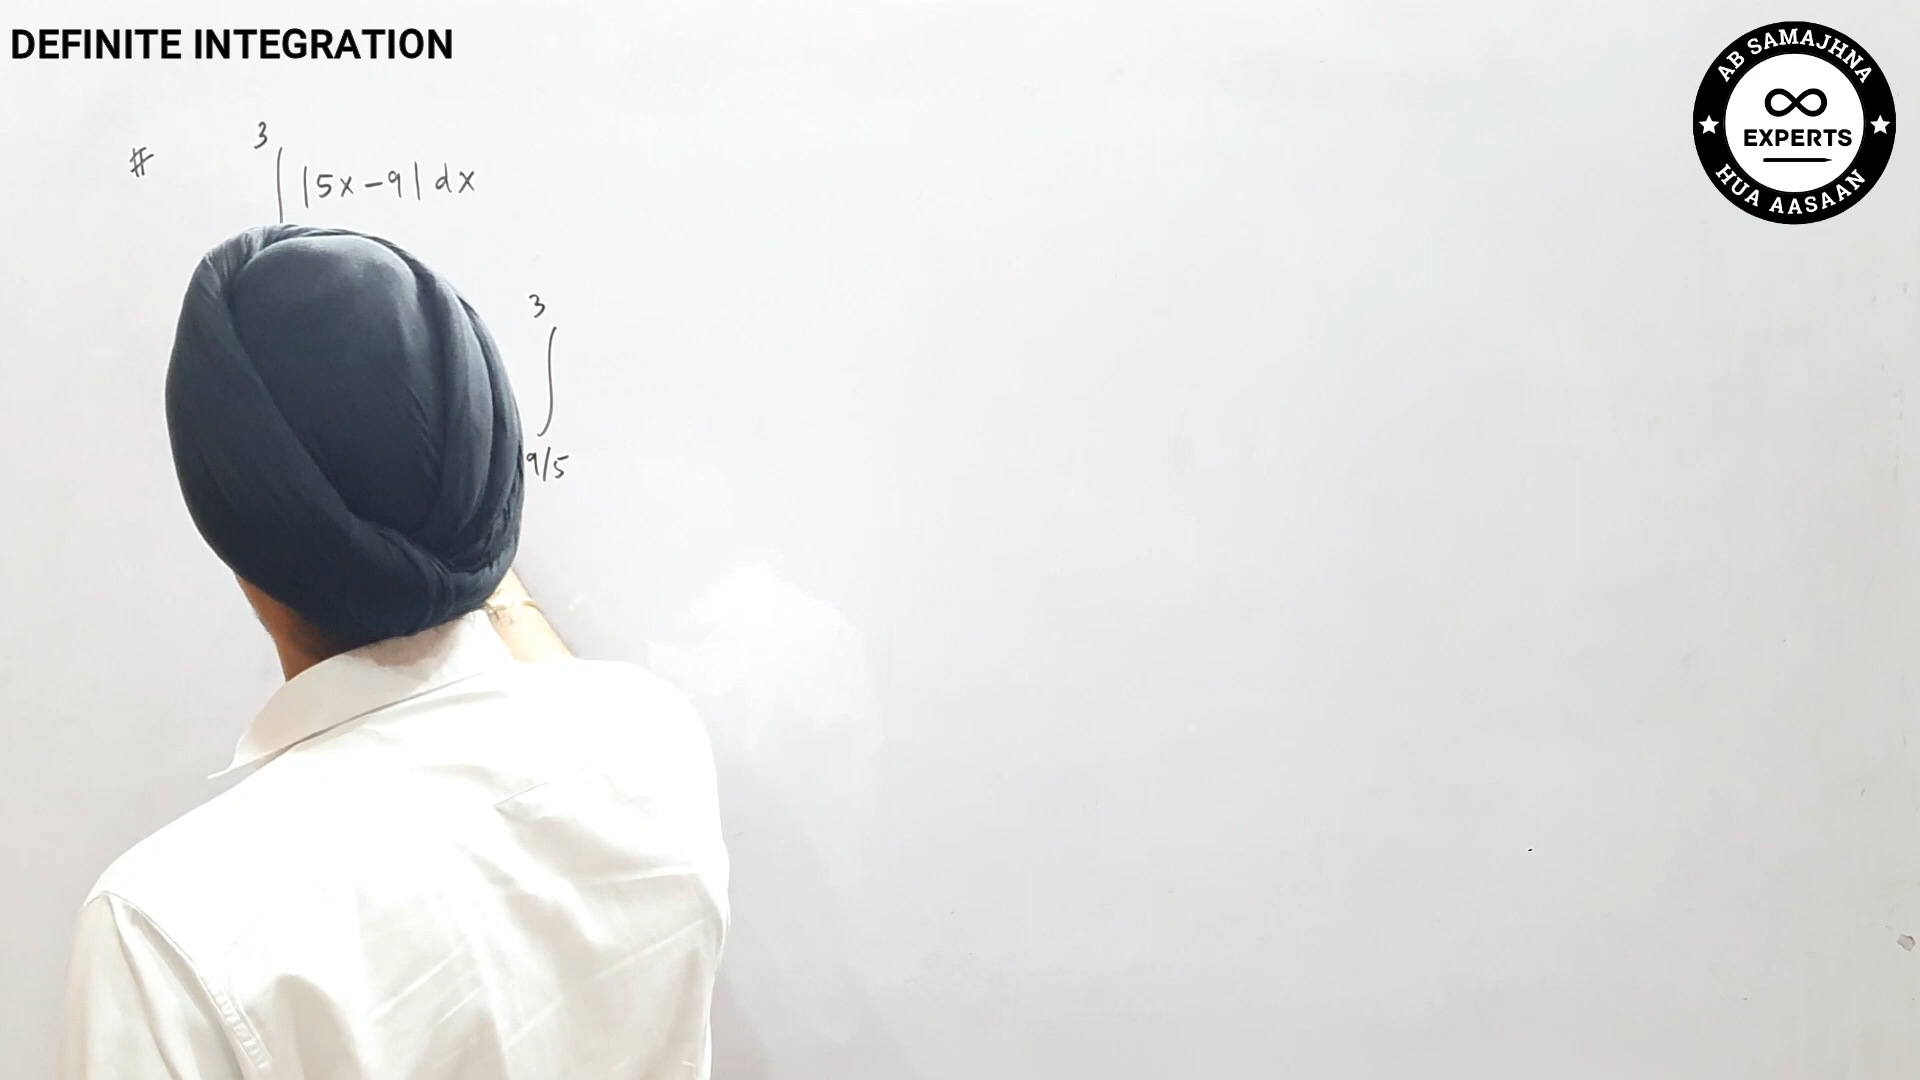 DEFINITE INTEGRATION
AB SAMAJHNA
∞
EXPERTS
HUA AASAAN
3
# ∫ |5x-9| dx
3
∫
9/5